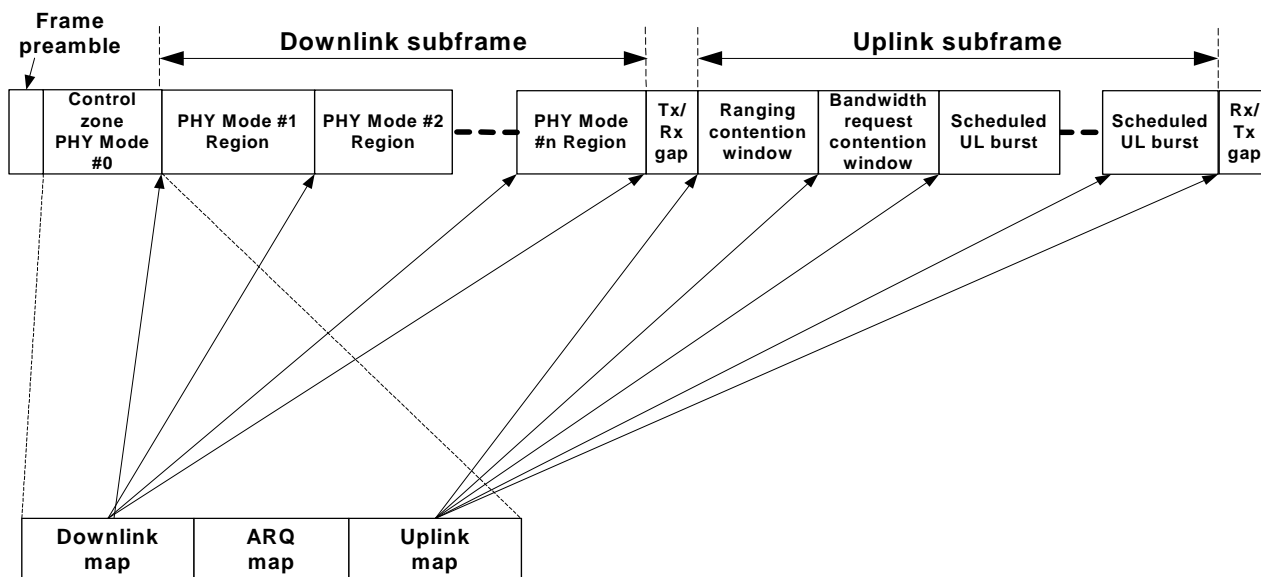 Frame
preamble
Downlink subframe
Uplink subframe
Control
zone
PHY Mode
#0
PHY Mode #1
Region
PHY Mode #2
Region
PHY Mode
#n Region
Tx/
Rx
gap
Ranging
contention
window
Bandwidth
request
contention
window
Scheduled
UL burst
Scheduled
UL burst
Rx/
Tx
gap
Downlink
map
ARQ
map
Uplink
map